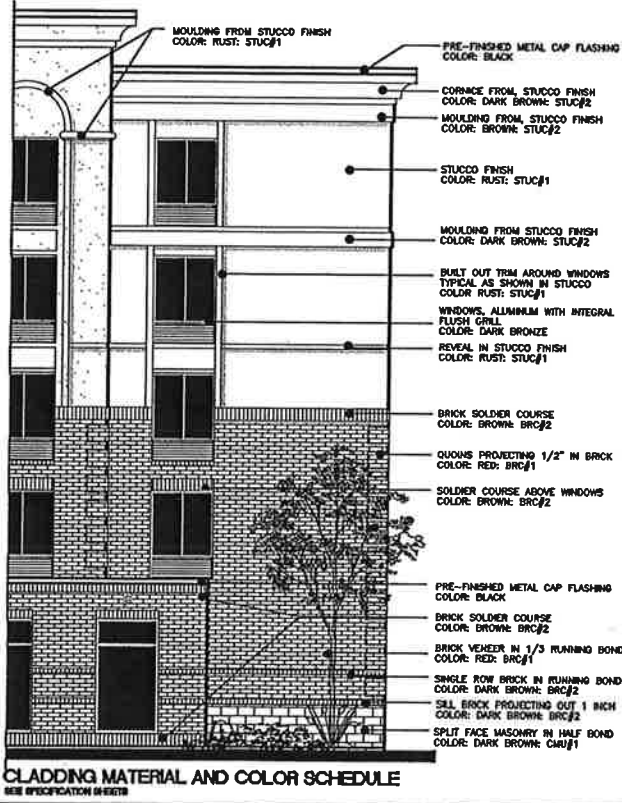 MOULDING FROM STUCCO FINISH
COLOR: RUST: STUC#1
PRE-FINISHED METAL CAP FLASHING
COLOR: BLACK
CORNICE FROM, STUCCO FINISH
COLOR: DARK BROWN: STUC#2
MOULDING FROM, STUCCO FINISH
COLOR: BROWN: STUC#2
STUCCO FINISH
COLOR: RUST: STUC#1
MOULDING FROM STUCCO FINISH
COLOR: DARK BROWN: STUC#2
BUILT OUT TRIM AROUND WINDOWS
TYPICAL AS SHOWN IN STUCCO
COLOR RUST: STUC#1
WINDOWS, ALUMINUM WITH INTEGRAL
FLUSH GRILL
COLOR: DARK BRONZE
REVEAL IN STUCCO FINISH
COLOR: RUST: STUC#1
BRICK SOLDIER COURSE
COLOR: BROWN: BRC#2
QUOINS PROJECTING 1/2" IN BRICK
COLOR: RED: BRC#1
SOLDIER COURSE ABOVE WINDOWS
COLOR: BROWN: BRC#2
PRE-FINISHED METAL CAP FLASHING
COLOR: BLACK
BRICK SOLDIER COURSE
COLOR: BROWN: BRC#2
BRICK VENEER IN 1/3 RUNNING BOND
COLOR: RED: BRC#1
SINGLE ROW BRICK IN RUNNING BOND
COLOR: DARK BROWN: BRC#2
SILL BRICK PROJECTING OUT 1 INCH
COLOR: DARK BROWN: BRC#2
SPLIT FACE MASONRY IN HALF BOND
COLOR: DARK BROWN: CMU#1
CLADDING MATERIAL AND COLOR SCHEDULE
SEE SPECIFICATION SHEETS